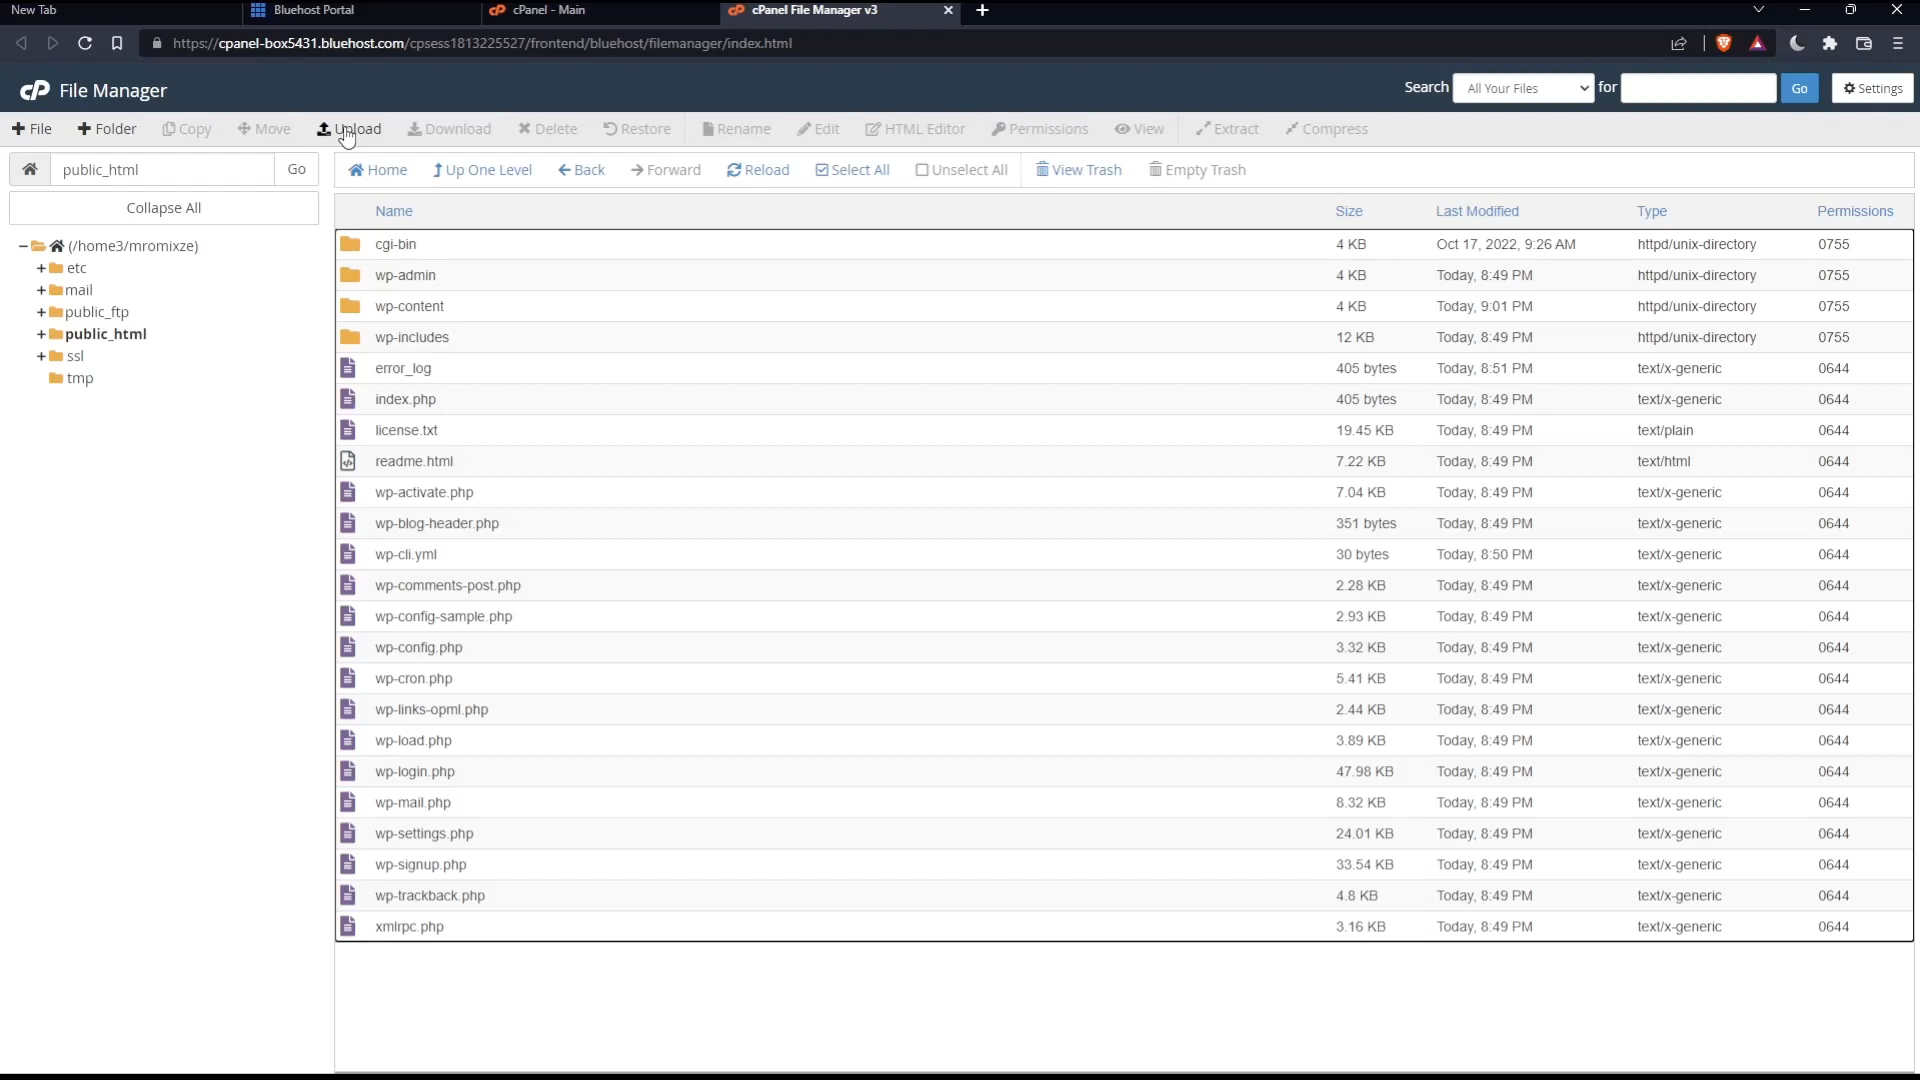 New Tab
Bluehost Portal
cPanel - Main
cPanel File Manager v3
https://cpanel-box5431.bluehost.com/cpsess1813225527/frontend/bluehost/filemanager/index.html
cP File Manager
Search All Your Files for Go Settings
File Folder Copy Move Upload Download Delete Restore Rename Edit HTML Editor Permissions View Extract Compress
public_html Go
Home Up One Level Back Forward Reload Select All Unselect All View Trash Empty Trash
Collapse All
(/home3/mromixze)
etc
mail
public_ftp
public_html
ssl
tmp
Name Size Last Modified Type Permissions
cgi-bin 4 KB Oct 17, 2022, 9:26 AM httpd/unix-directory 0755
wp-admin 4 KB Today, 8:49 PM httpd/unix-directory 0755
wp-content 4 KB Today, 9:01 PM httpd/unix-directory 0755
wp-includes 12 KB Today, 8:49 PM httpd/unix-directory 0755
error_log 405 bytes Today, 8:51 PM text/x-generic 0644
index.php 405 bytes Today, 8:49 PM text/x-generic 0644
license.txt 19.45 KB Today, 8:49 PM text/plain 0644
readme.html 7.22 KB Today, 8:49 PM text/html 0644
wp-activate.php 7.04 KB Today, 8:49 PM text/x-generic 0644
wp-blog-header.php 351 bytes Today, 8:49 PM text/x-generic 0644
wp-cli.yml 30 bytes Today, 8:50 PM text/x-generic 0644
wp-comments-post.php 2.28 KB Today, 8:49 PM text/x-generic 0644
wp-config-sample.php 2.93 KB Today, 8:49 PM text/x-generic 0644
wp-config.php 3.32 KB Today, 8:49 PM text/x-generic 0644
wp-cron.php 5.41 KB Today, 8:49 PM text/x-generic 0644
wp-links-opml.php 2.44 KB Today, 8:49 PM text/x-generic 0644
wp-load.php 3.89 KB Today, 8:49 PM text/x-generic 0644
wp-login.php 47.98 KB Today, 8:49 PM text/x-generic 0644
wp-mail.php 8.32 KB Today, 8:49 PM text/x-generic 0644
wp-settings.php 24.01 KB Today, 8:49 PM text/x-generic 0644
wp-signup.php 33.54 KB Today, 8:49 PM text/x-generic 0644
wp-trackback.php 4.8 KB Today, 8:49 PM text/x-generic 0644
xmlrpc.php 3.16 KB Today, 8:49 PM text/x-generic 0644